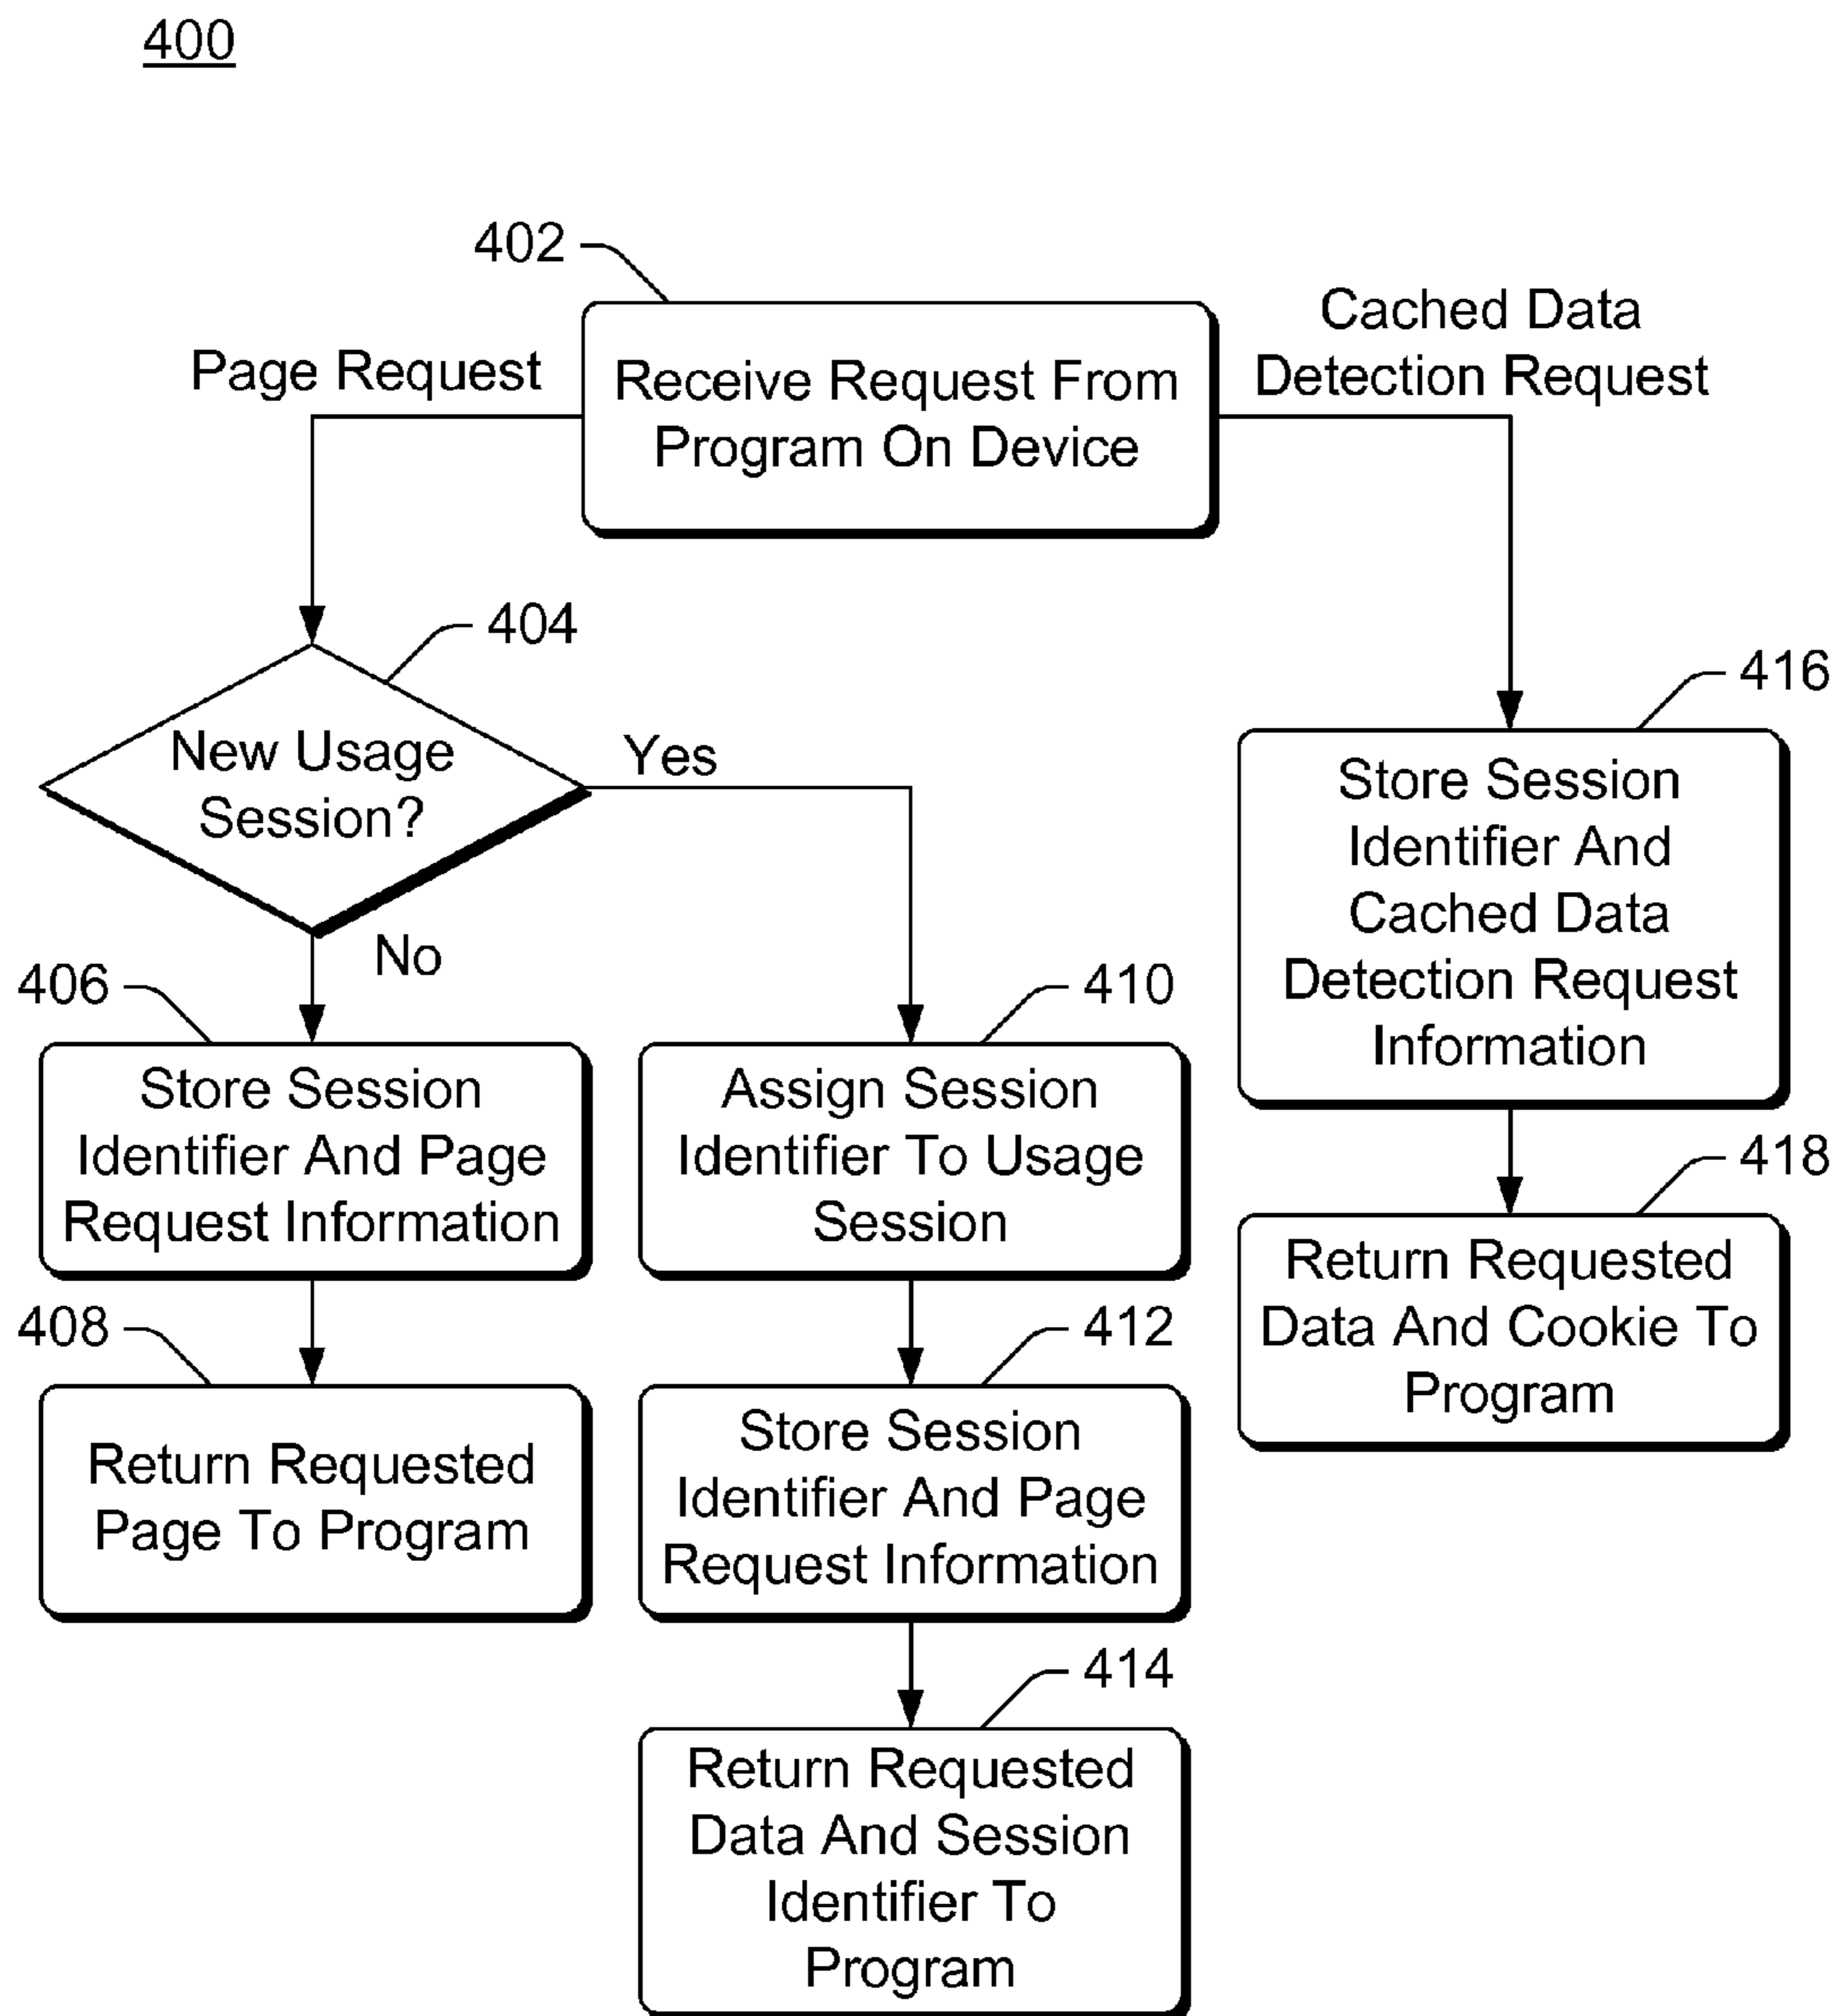 400
402
Receive Request From
Program On Device
Page Request
Cached Data
Detection Request
404
New Usage
Session?
Yes
No
406
Store Session
Identifier And Page
Request Information
408
Return Requested
Page To Program
410
Assign Session
Identifier To Usage
Session
412
Store Session
Identifier And Page
Request Information
414
Return Requested
Data And Session
Identifier To
Program
416
Store Session
Identifier And
Cached Data
Detection Request
Information
418
Return Requested
Data And Cookie To
Program